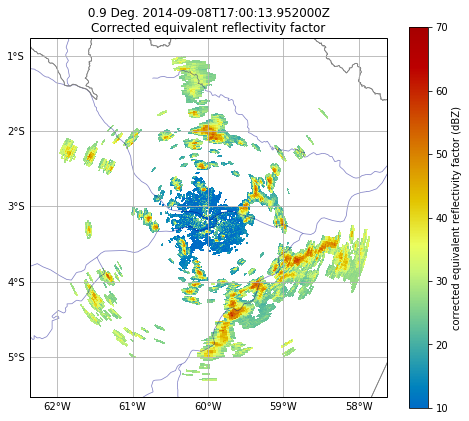 0.9 Deg. 2014-09-08T17:00:13.952000Z
Corrected equivalent reflectivity factor
1°S
2°S
3°S
4°S
5°S
62°W 61°W 60°W 59°W 58°W
70
60
50
40
30
20
10
corrected equivalent reflectivity factor (dBZ)